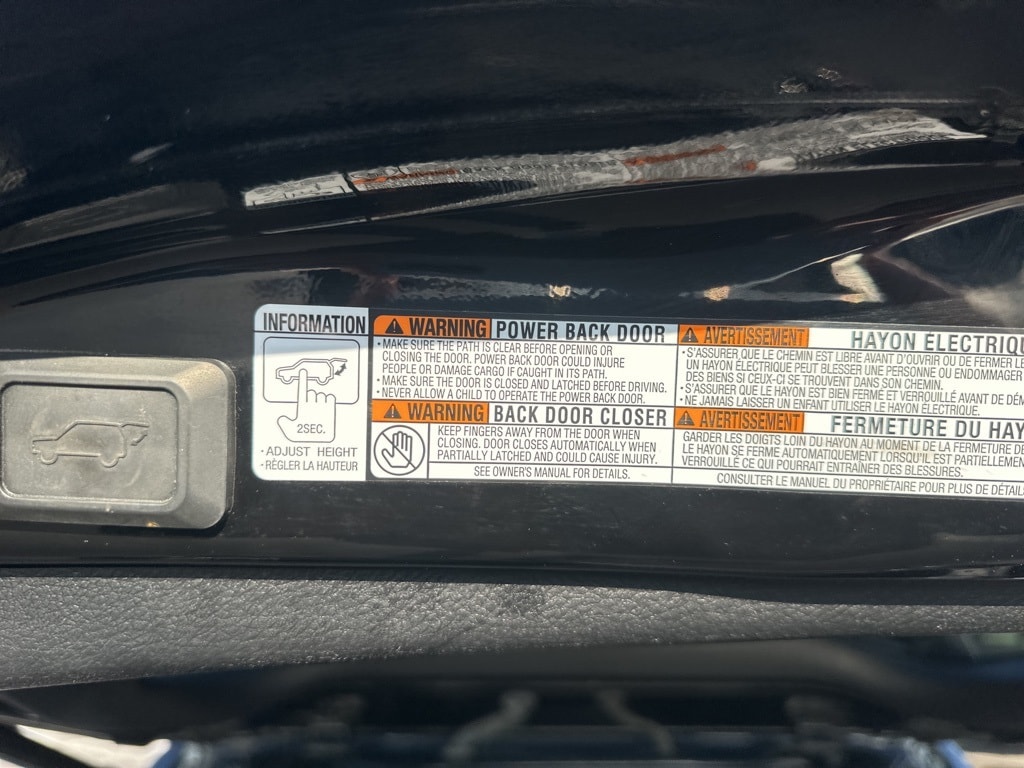 INFORMATION
2SEC.
• ADJUST HEIGHT
• RÉGLER LA HAUTEUR
WARNING POWER BACK DOOR
• MAKE SURE THE PATH IS CLEAR BEFORE OPENING OR
CLOSING THE DOOR. POWER BACK DOOR COULD INJURE
PEOPLE OR DAMAGE CARGO IF CAUGHT IN ITS PATH.
• MAKE SURE THE DOOR IS CLOSED AND LATCHED BEFORE DRIVING.
• NEVER ALLOW A CHILD TO OPERATE THE POWER BACK DOOR.
WARNING BACK DOOR CLOSER
KEEP FINGERS AWAY FROM THE DOOR WHEN
CLOSING. DOOR CLOSES AUTOMATICALLY WHEN
PARTIALLY LATCHED AND COULD CAUSE INJURY.
SEE OWNER'S MANUAL FOR DETAILS.
AVERTISSEMENT HAYON ÉLECTRIQU
• S'ASSURER QUE LE CHEMIN EST LIBRE AVANT D'OUVRIR OU DE FERMER LE
UN HAYON ÉLECTRIQUE PEUT BLESSER UNE PERSONNE OU ENDOMMAGER
DES BIENS SI CEUX-CI SE TROUVENT DANS SON CHEMIN.
• S'ASSURER QUE LE HAYON EST BIEN FERMÉ ET VERROUILLÉ AVANT DE DÉM
• NE JAMAIS LAISSER UN ENFANT UTILISER LE HAYON ÉLECTRIQUE.
AVERTISSEMENT FERMETURE DU HAY
GARDER LES DOIGTS LOIN DU HAYON AU MOMENT DE LA FERMETURE DE
LE HAYON SE FERME AUTOMATIQUEMENT LORSQU'IL EST PARTIELLEMEN
VERROUILLÉ CE QUI POURRAIT ENTRAÎNER DES BLESSURES.
CONSULTER LE MANUEL DU PROPRIÉTAIRE POUR PLUS DE DÉTAIL